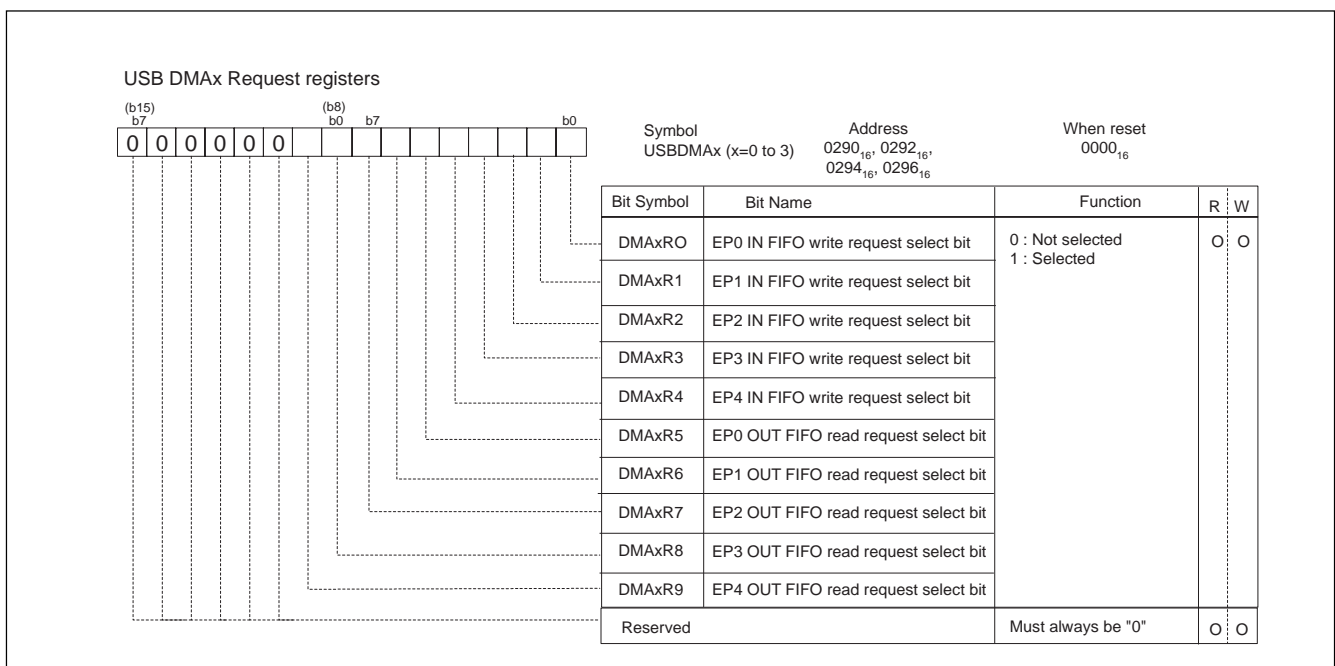 USB DMAx Request registers
(b15) (b8)
b7 b0 b7 b0
0 0 0 0 0 0
Symbol Address When reset
USBDMAx (x=0 to 3) 0290₁₆, 0292₁₆, 0000₁₆
0294₁₆, 0296₁₆
Bit Symbol Bit Name Function R W
DMAxRO EP0 IN FIFO write request select bit 0 : Not selected O O
1 : Selected
DMAxR1 EP1 IN FIFO write request select bit
DMAxR2 EP2 IN FIFO write request select bit
DMAxR3 EP3 IN FIFO write request select bit
DMAxR4 EP4 IN FIFO write request select bit
DMAxR5 EP0 OUT FIFO read request select bit
DMAxR6 EP1 OUT FIFO read request select bit
DMAxR7 EP2 OUT FIFO read request select bit
DMAxR8 EP3 OUT FIFO read request select bit
DMAxR9 EP4 OUT FIFO read request select bit
Reserved Must always be "0" O O